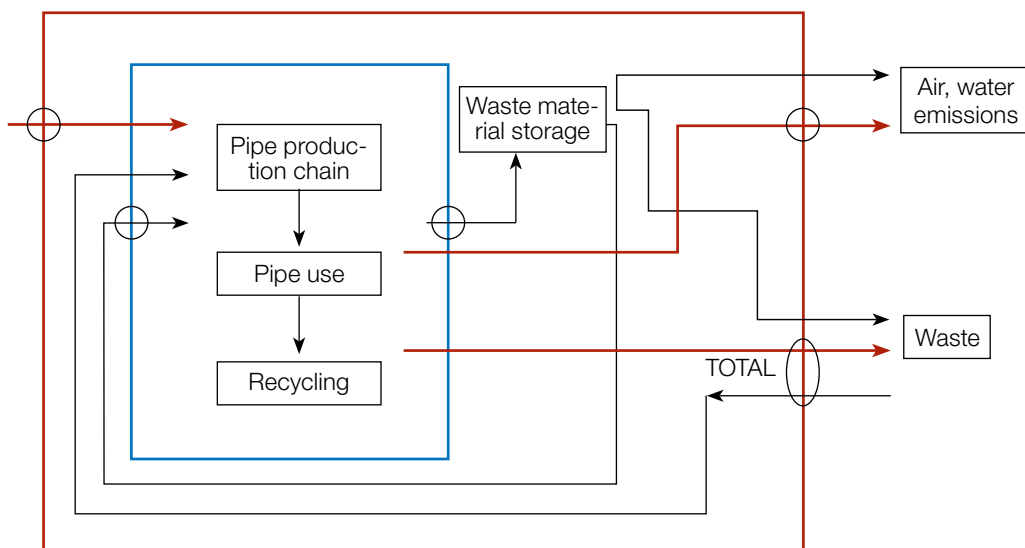 Waste mate-
rial storage
Air, water
emissions
Pipe produc-
tion chain
Pipe use
Waste
TOTAL
Recycling